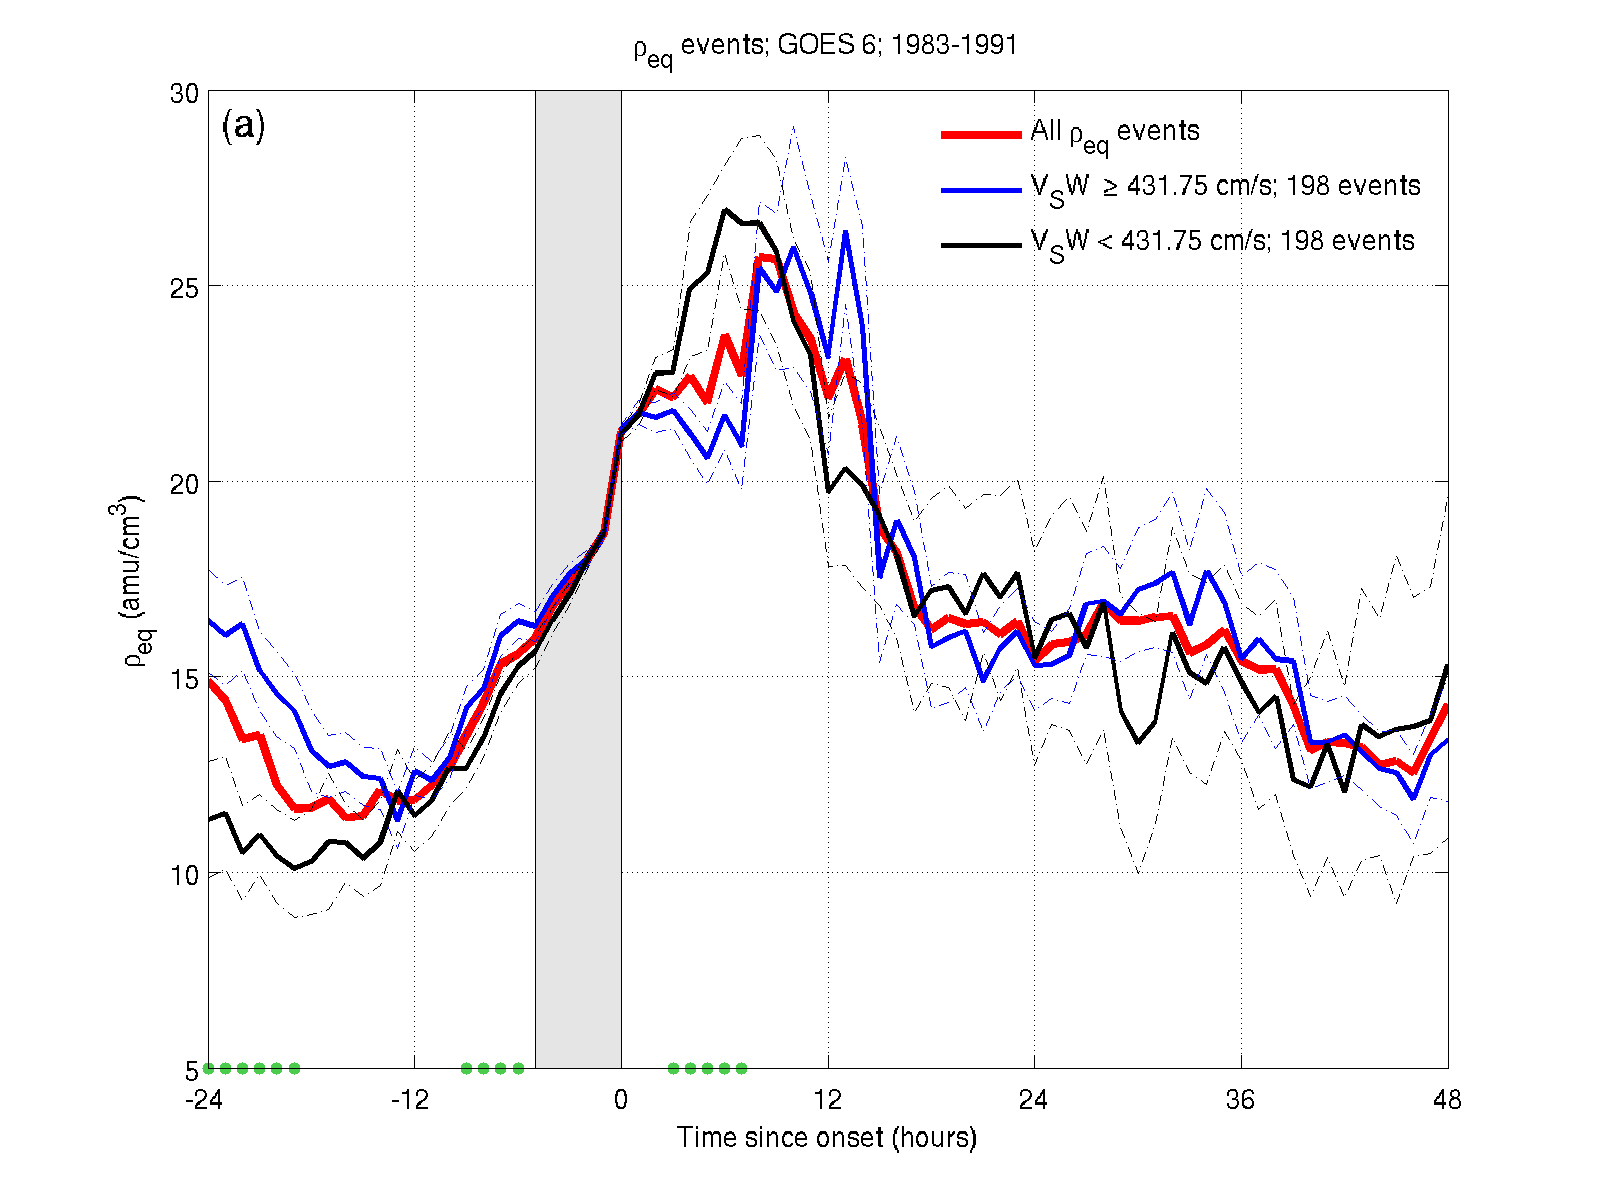 ρeq events; GOES 6; 1983-1991
(a)
All ρeq events
VSW ≥ 431.75 cm/s; 198 events
VSW < 431.75 cm/s; 198 events
30
25
20
15
10
5
ρeq (amu/cm3)
-24 -12 0 12 24 36 48
Time since onset (hours)